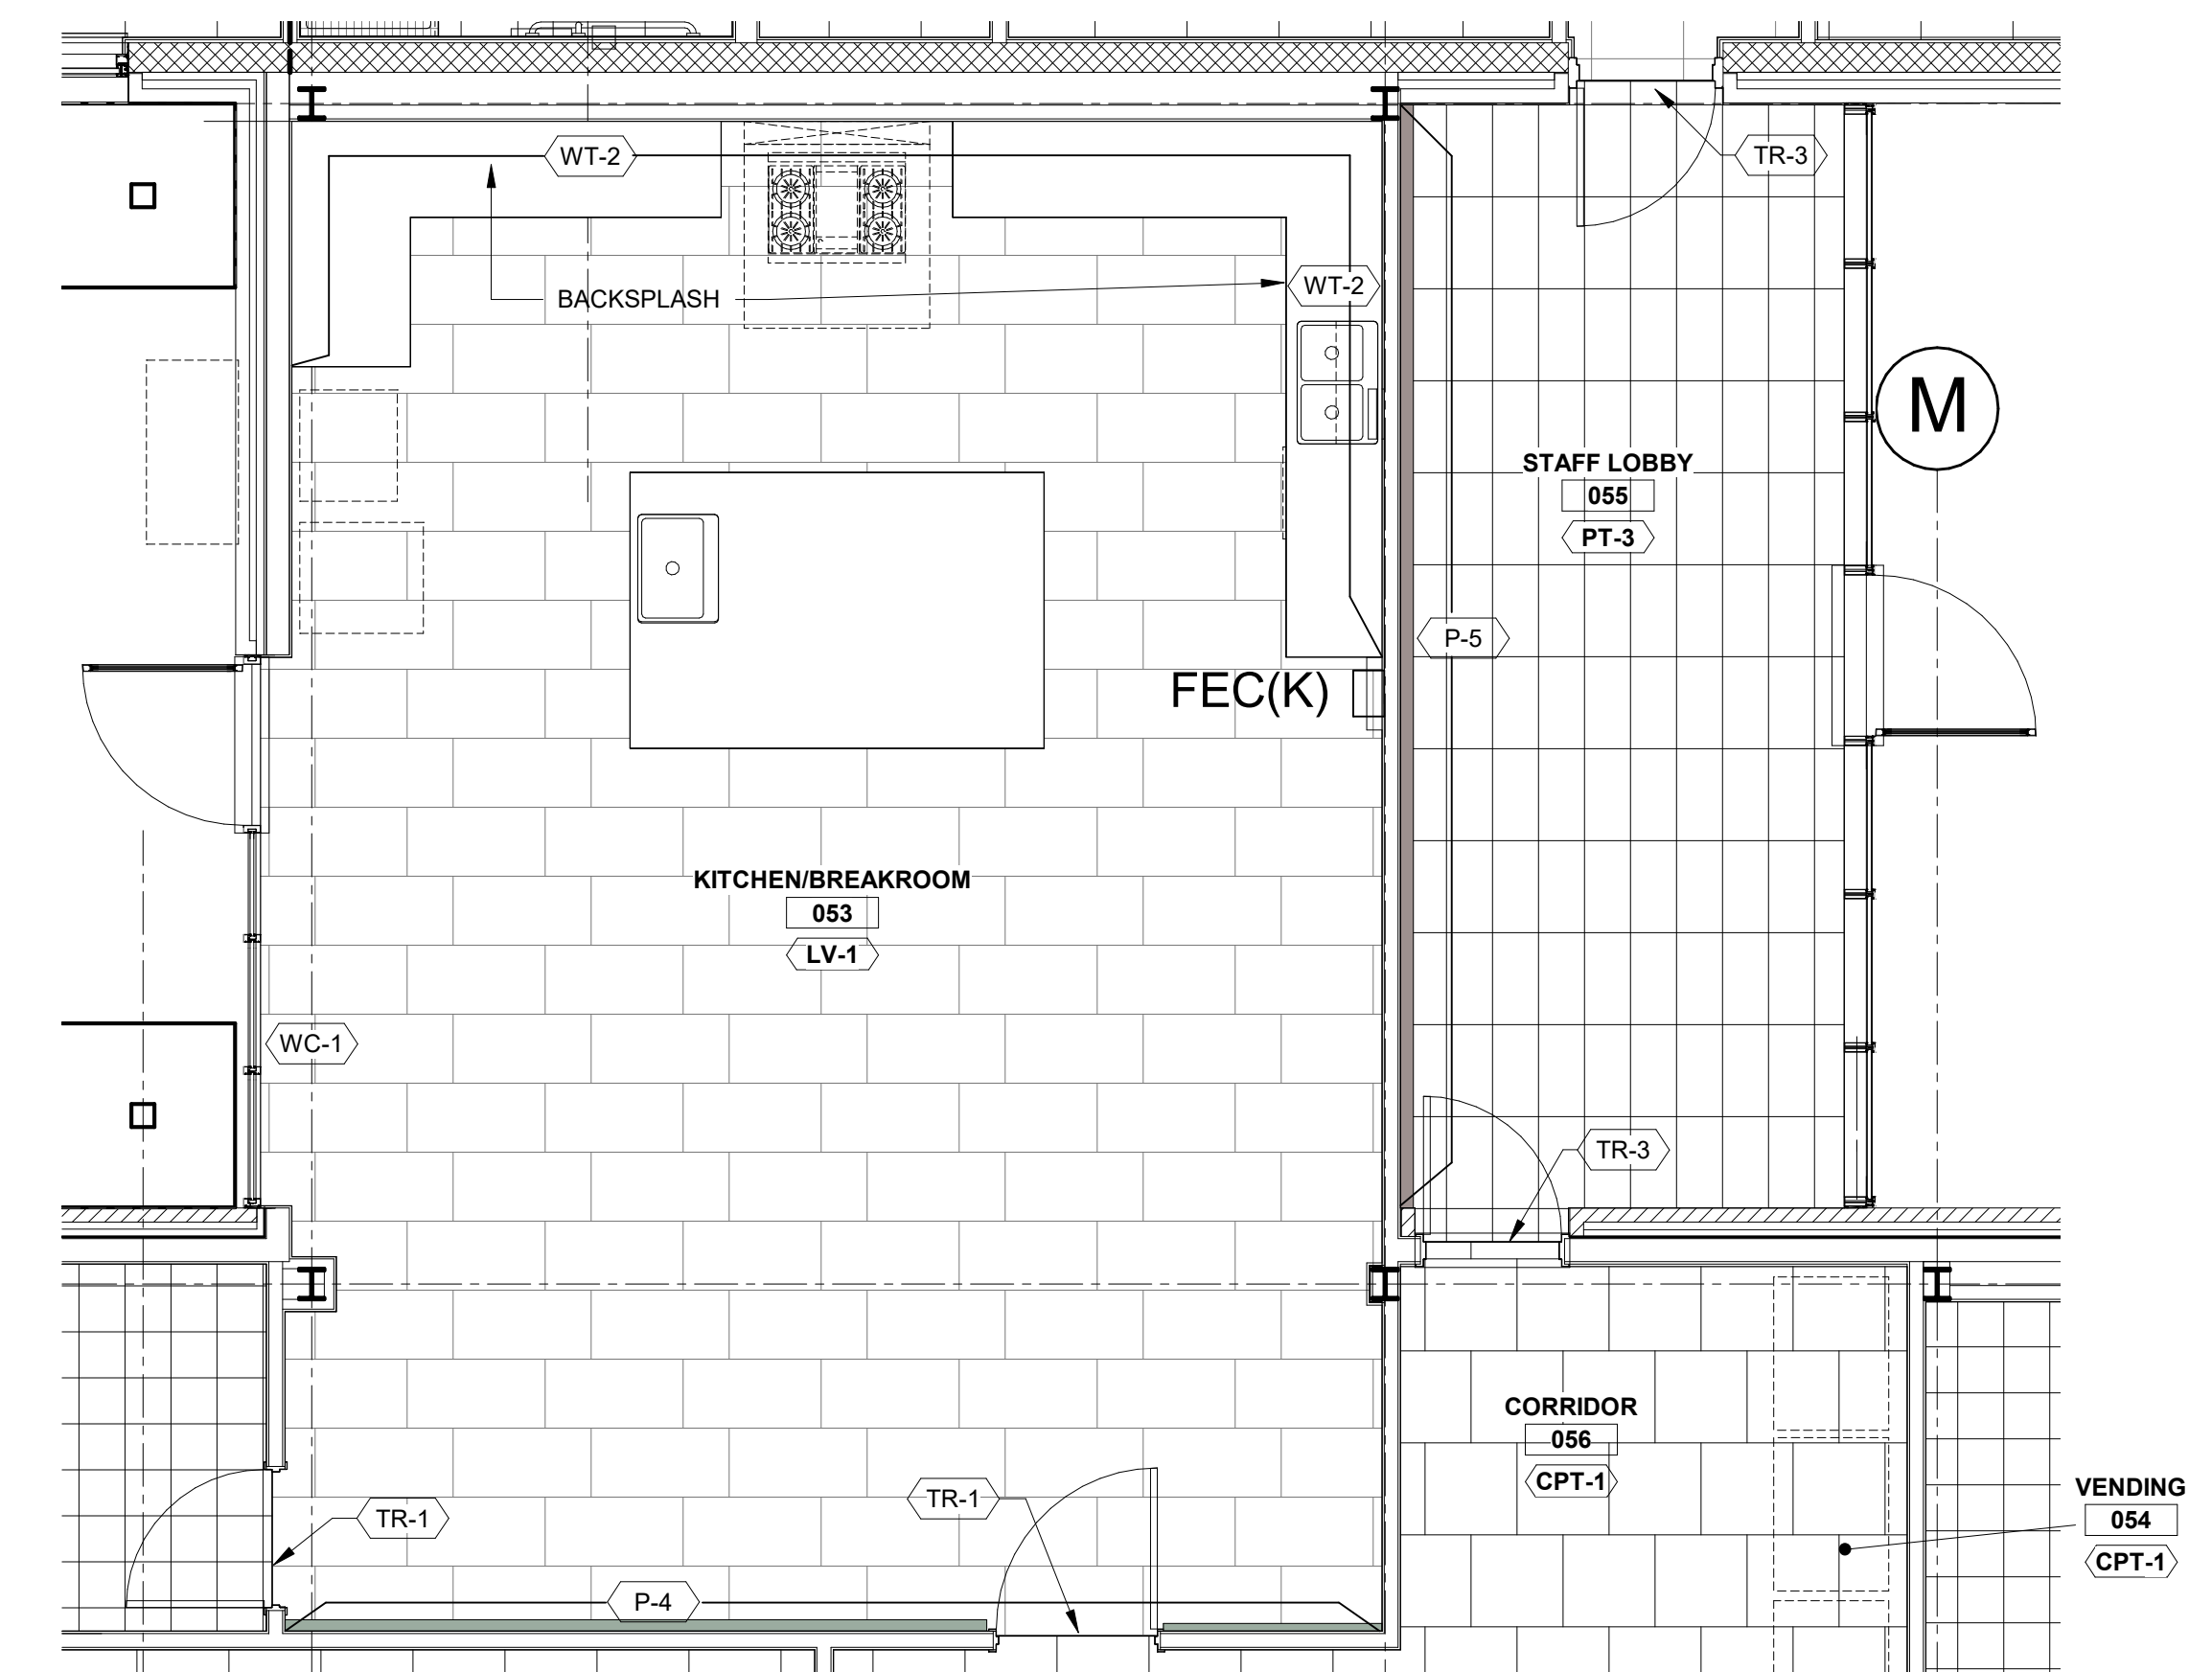 WT-2
TR-3
BACKSPLASH
WT-2
M
STAFF LOBBY
055
PT-3
P-5
FEC(K)
KITCHEN/BREAKROOM
053
LV-1
WC-1
TR-3
CORRIDOR
056
CPT-1
VENDING
054
CPT-1
TR-1
TR-1
P-4